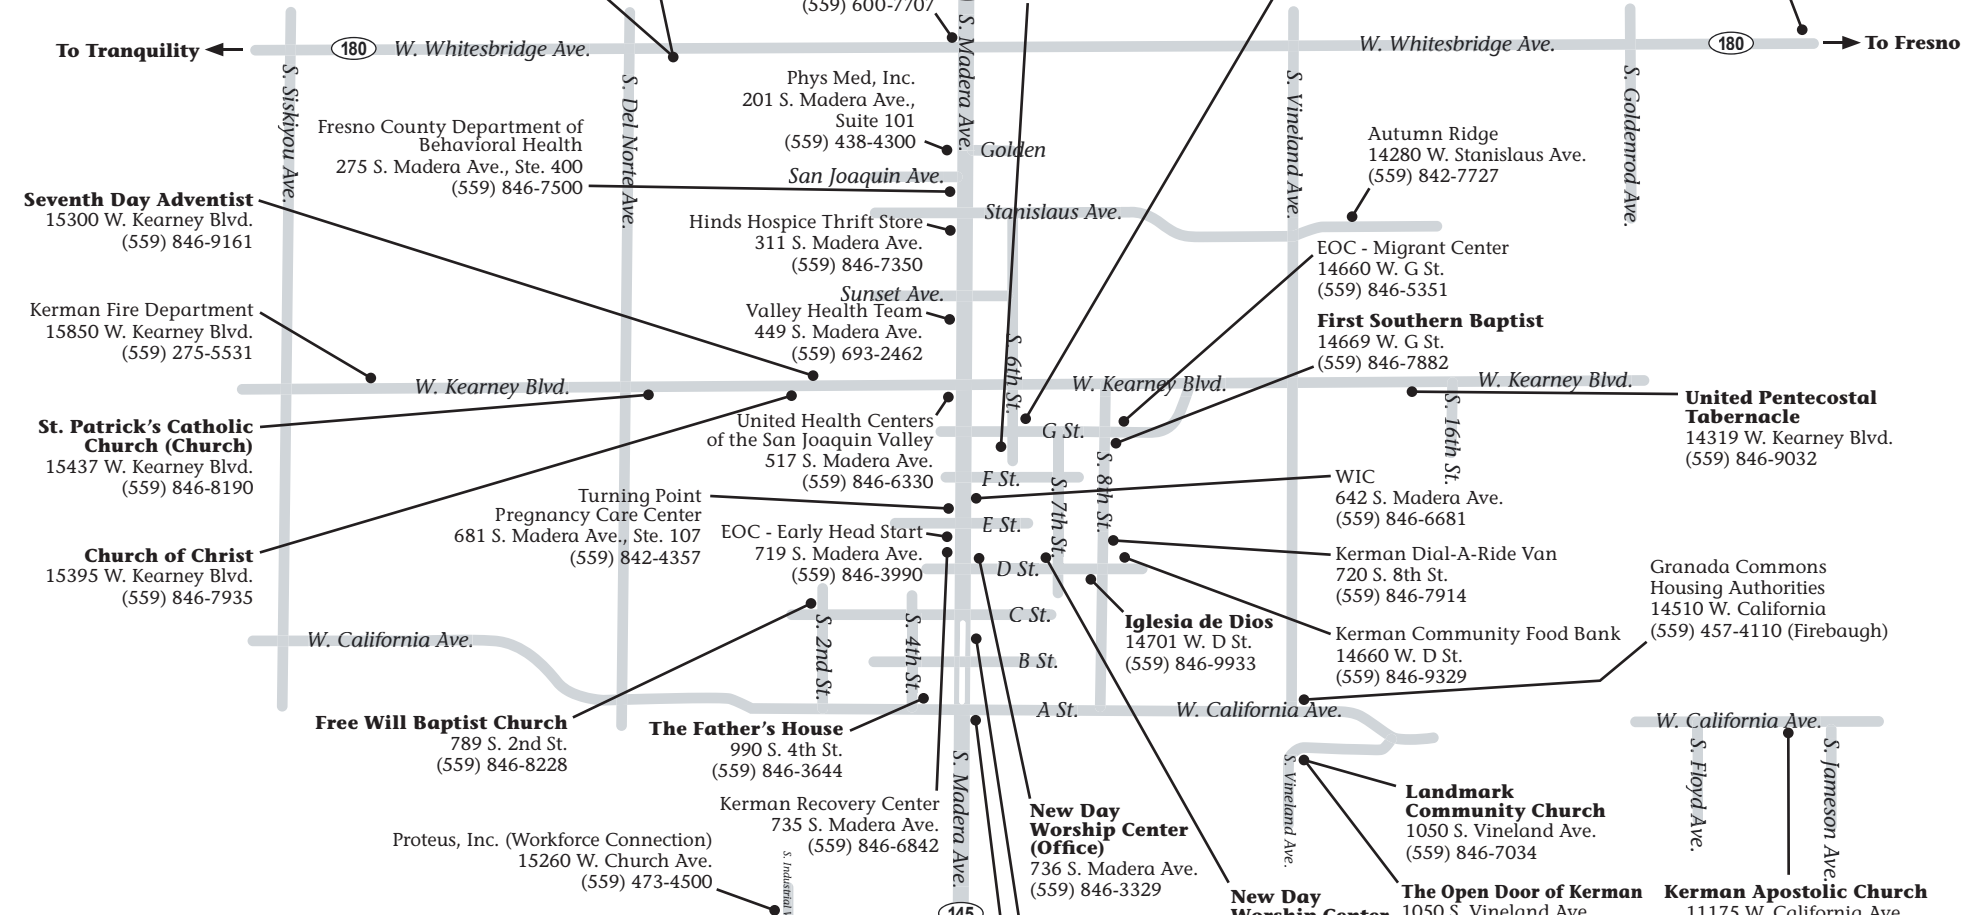 (559) 600-7707
To Tranquility
180
W. Whitesbridge Ave.
W. Whitesbridge Ave.
180
To Fresno
S. Siskiyou Ave.
S. Del Norte Ave.
S. Madera Ave.
S. Vineland Ave.
S. Goldenrod Ave.
Phys Med, Inc.
201 S. Madera Ave.,
Suite 101
(559) 438-4300
Golden
Fresno County Department of
Behavioral Health
275 S. Madera Ave., Ste. 400
(559) 846-7500
San Joaquin Ave.
Autumn Ridge
14280 W. Stanislaus Ave.
(559) 842-7727
Seventh Day Adventist
15300 W. Kearney Blvd.
(559) 846-9161
Stanislaus Ave.
Hinds Hospice Thrift Store
311 S. Madera Ave.
(559) 846-7350
EOC - Migrant Center
14660 W. G St.
(559) 846-5351
Sunset Ave.
Valley Health Team
449 S. Madera Ave.
(559) 693-2462
Kerman Fire Department
15850 W. Kearney Blvd.
(559) 275-5531
First Southern Baptist
14669 W. G St.
(559) 846-7882
S. 6th St.
W. Kearney Blvd.
W. Kearney Blvd.
W. Kearney Blvd.
United Pentecostal
Tabernacle
14319 W. Kearney Blvd.
(559) 846-9032
S. 16th St.
St. Patrick's Catholic
Church (Church)
15437 W. Kearney Blvd.
(559) 846-8190
United Health Centers
of the San Joaquin Valley
517 S. Madera Ave.
(559) 846-6330
G St.
F St.
S. 7th St.
S. 8th St.
WIC
642 S. Madera Ave.
(559) 846-6681
Turning Point
Pregnancy Care Center
681 S. Madera Ave., Ste. 107
(559) 842-4357
E St.
EOC - Early Head Start
719 S. Madera Ave.
(559) 846-3990
D St.
Church of Christ
15395 W. Kearney Blvd.
(559) 846-7935
Kerman Dial-A-Ride Van
720 S. 8th St.
(559) 846-7914
Granada Commons
Housing Authorities
14510 W. California
(559) 457-4110 (Firebaugh)
C St.
Iglesia de Dios
14701 W. D St.
(559) 846-9933
Kerman Community Food Bank
14660 W. D St.
(559) 846-9329
S. 2nd St.
S. 4th St.
B St.
W. California Ave.
A St.
W. California Ave.
W. California Ave.
Free Will Baptist Church
789 S. 2nd St.
(559) 846-8228
The Father's House
990 S. 4th St.
(559) 846-3644
S. Madera Ave.
S. Vineland Ave.
S. Floyd Ave.
S. Jameson Ave.
Kerman Recovery Center
735 S. Madera Ave.
(559) 846-6842
New Day
Worship Center
(Office)
736 S. Madera Ave.
(559) 846-3329
Landmark
Community Church
1050 S. Vineland Ave.
(559) 846-7034
Proteus, Inc. (Workforce Connection)
15260 W. Church Ave.
(559) 473-4500
S. Industrial
145
New Day
Worship Center
The Open Door of Kerman
1050 S. Vineland Ave.
Kerman Apostolic Church
11175 W. California Ave.